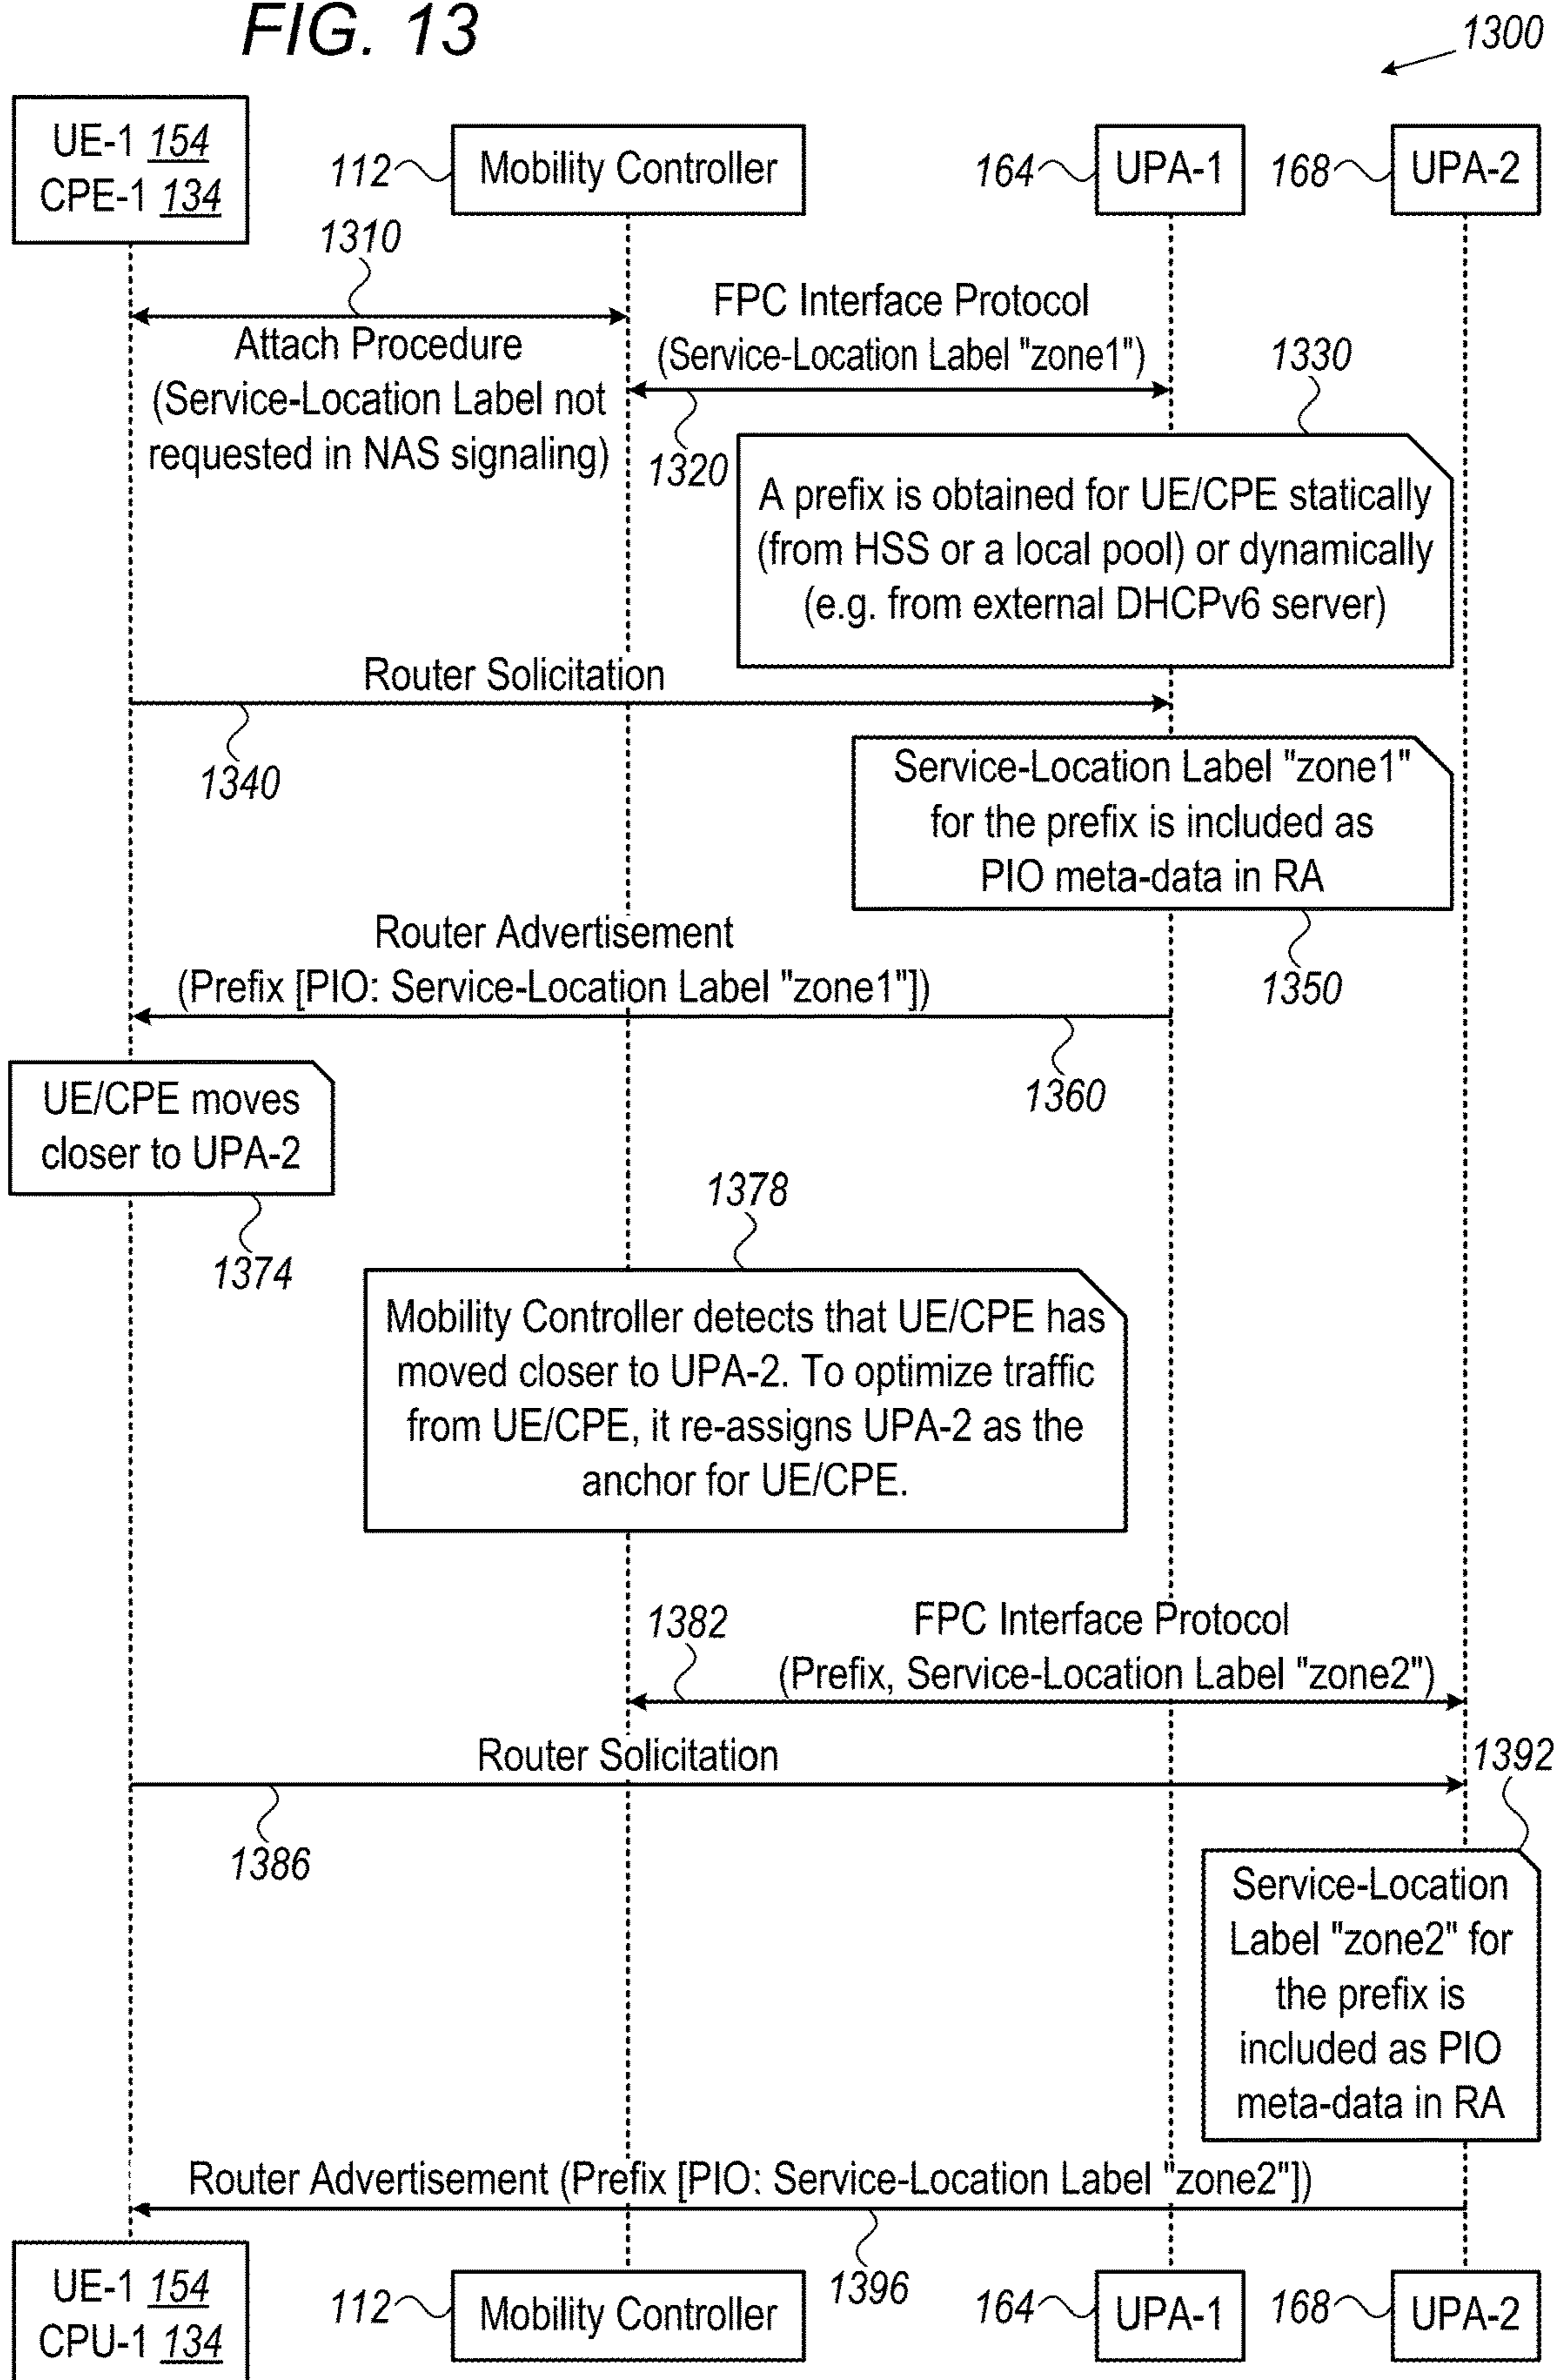 FIG. 13
1300
UE-1 154
CPE-1 134
112
Mobility Controller
164
UPA-1
168
UPA-2
1310
Attach Procedure
(Service-Location Label not
requested in NAS signaling)
FPC Interface Protocol
(Service-Location Label "zone1")
1320
1330
A prefix is obtained for UE/CPE statically
(from HSS or a local pool) or dynamically
(e.g. from external DHCPv6 server)
Router Solicitation
1340
Service-Location Label "zone1"
for the prefix is included as
PIO meta-data in RA
1350
Router Advertisement
(Prefix [PIO: Service-Location Label "zone1"])
1360
UE/CPE moves
closer to UPA-2
1374
1378
Mobility Controller detects that UE/CPE has
moved closer to UPA-2. To optimize traffic
from UE/CPE, it re-assigns UPA-2 as the
anchor for UE/CPE.
1382
FPC Interface Protocol
(Prefix, Service-Location Label "zone2")
Router Solicitation
1386
1392
Service-Location
Label "zone2" for
the prefix is
included as PIO
meta-data in RA
Router Advertisement (Prefix [PIO: Service-Location Label "zone2"])
1396
UE-1 154
CPU-1 134
112
Mobility Controller
164
UPA-1
168
UPA-2